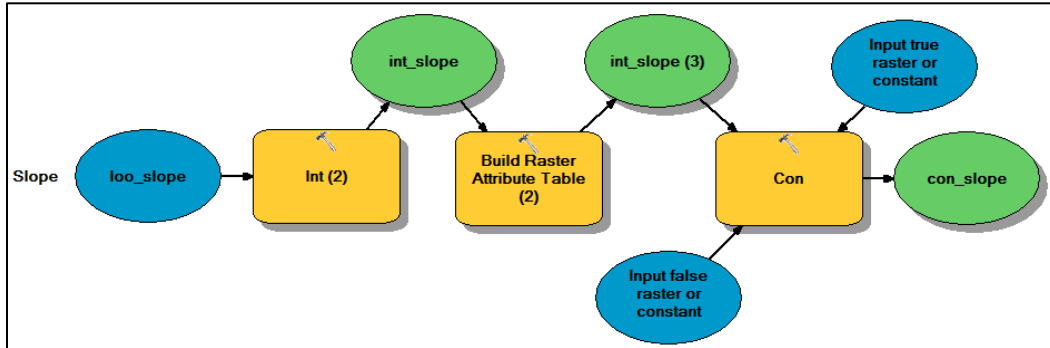 int_slope
int_slope (3)
Input true
raster or
constant
Slope
loo_slope
Int (2)
Build Raster
Attribute Table
(2)
Con
con_slope
Input false
raster or
constant